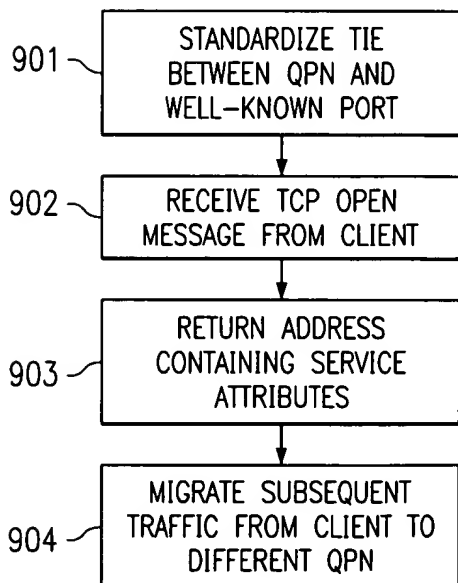 901
STANDARDIZE TIE
BETWEEN QPN AND
WELL-KNOWN PORT
902
RECEIVE TCP OPEN
MESSAGE FROM CLIENT
903
RETURN ADDRESS
CONTAINING SERVICE
ATTRIBUTES
904
MIGRATE SUBSEQUENT
TRAFFIC FROM CLIENT TO
DIFFERENT QPN